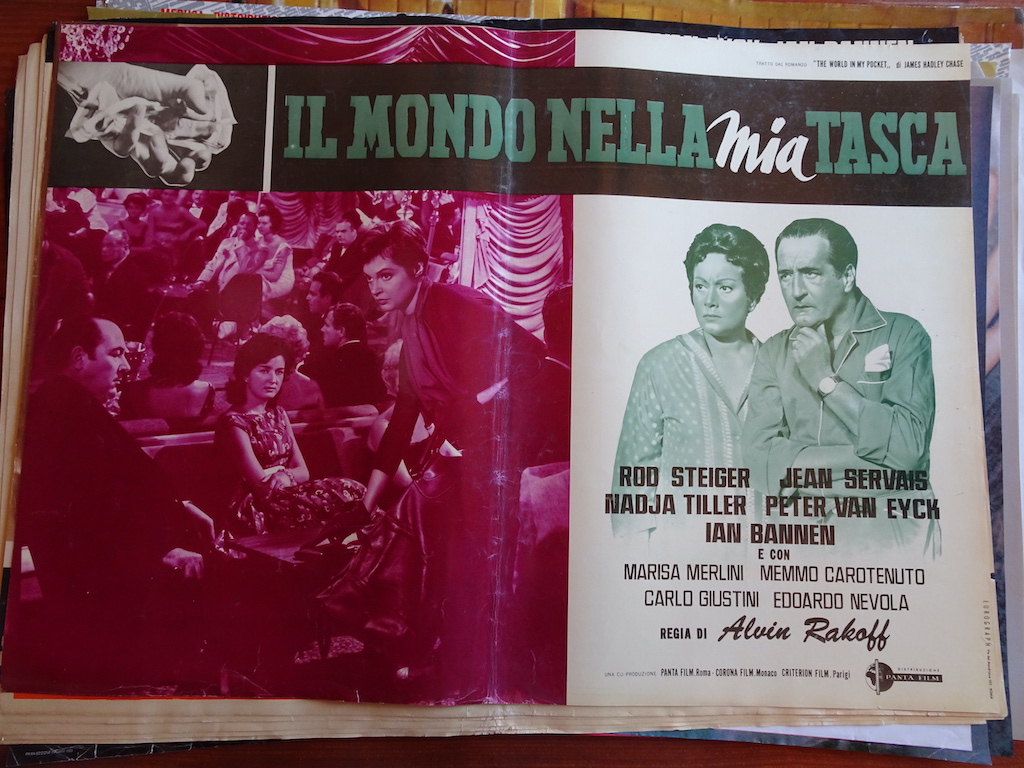 TRATTO DAL ROMANZO "THE WORLD IN MY POCKET„ di JAMES HADLEY CHASE
IL MONDO NELLA mia TASCA
ROD STEIGER JEAN SERVAIS
NADJA TILLER PETER VAN EYCK
IAN BANNEN
E CON
MARISA MERLINI MEMMO CAROTENUTO
CARLO GIUSTINI EDOARDO NEVOLA
REGIA DI Alvin Rakoff
UNA CO-PRODUZIONE PANTA FILM.Roma - CORONA FILM.Monaco CRITERION FILM.Parigi
DISTRIBUZIONE
PANTA FILM